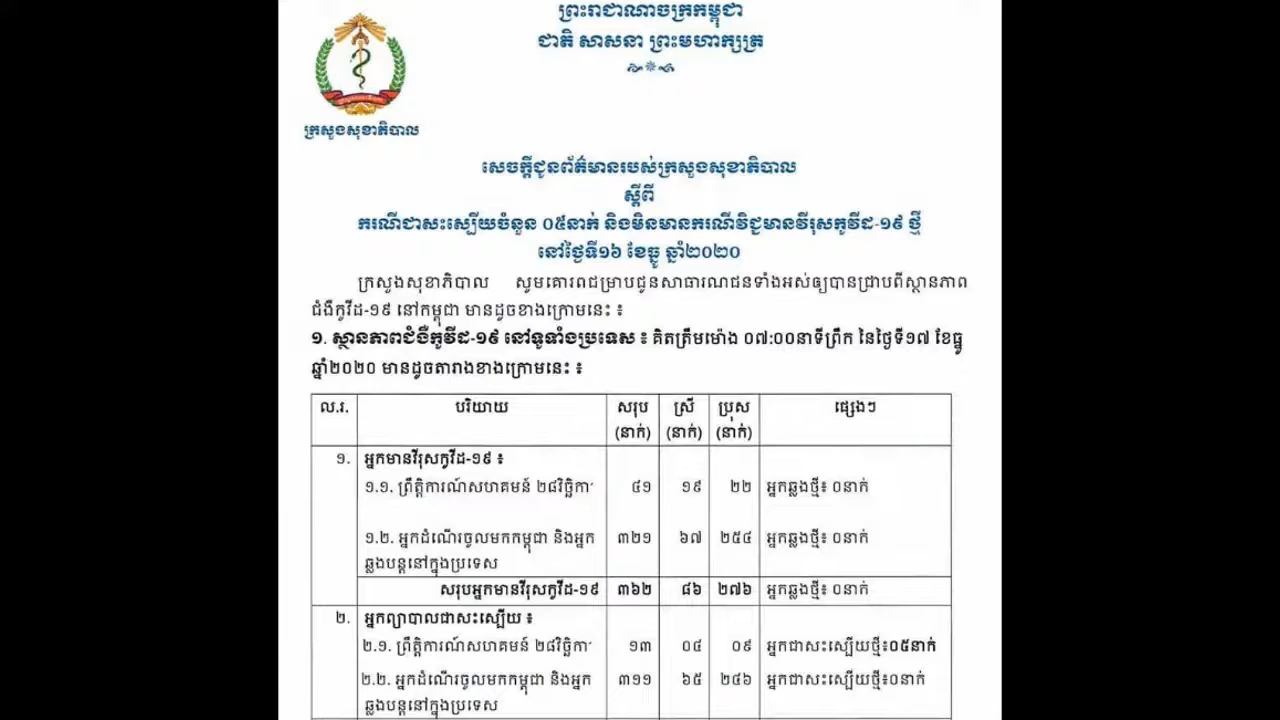 ព្រះរាជាណាចក្រកម្ពុជា
ជាតិ សាសនា ព្រះមហាក្សត្រ
ក្រសួងសុខាភិបាល
សេចក្តីជូនព័ត៌មានរបស់ក្រសួងសុខាភិបាល
ស្តីពី
ករណីជាសះស្បើយចំនួន ០៥នាក់ និងមិនមានករណីវិជ្ជមានវីរុសកូវីដ-១៩ ថ្មី
នៅថ្ងៃទី១៦ ខែធ្នូ ឆ្នាំ២០២០
ក្រសួងសុខាភិបាល សូមគោរពជម្រាបជូនសាធារណជនទាំងអស់ឲ្យបានជ្រាបពីស្ថានភាព
ជំងឺកូវីដ-១៩ នៅកម្ពុជា មានដូចខាងក្រោមនេះ ៖
១. ស្ថានភាពជំងឺកូវីដ-១៩ នៅទូទាំងប្រទេស ៖ គិតត្រឹមម៉ោង ០៧:០០នាទីព្រឹក នៃថ្ងៃទី១៧ ខែធ្នូ
ឆ្នាំ២០២០ មានដូចតារាងខាងក្រោមនេះ ៖
ល.រ. បរិយាយ សរុប (នាក់) ស្រី (នាក់) ប្រុស (នាក់) ផ្សេងៗ
១. អ្នកមានវីរុសកូវីដ-១៩ ៖
១.១. ព្រឹត្តិការណ៍សហគមន៍ ២៨វិច្ឆិកា ៤១ ១៩ ២២ អ្នកឆ្លងថ្មី៖ ០នាក់
១.២. អ្នកដំណើរចូលមកកម្ពុជា និងអ្នក ៣២១ ៦៧ ២៥៤ អ្នកឆ្លងថ្មី៖ ០នាក់
ឆ្លងបន្តនៅក្នុងប្រទេស
សរុបអ្នកមានវីរុសកូវីដ-១៩ ៣៦២ ៨៦ ២៧៦ អ្នកឆ្លងថ្មី៖ ០នាក់
២. អ្នកព្យាបាលជាសះស្បើយ ៖
២.១. ព្រឹត្តិការណ៍សហគមន៍ ២៨វិច្ឆិកា ១៣ ០៤ ០៩ អ្នកជាសះស្បើយថ្មី៖០៥នាក់
២.២. អ្នកដំណើរចូលមកកម្ពុជា និងអ្នក ៣១១ ៦៥ ២៤៦ អ្នកជាសះស្បើយថ្មី៖០នាក់
ឆ្លងបន្តនៅក្នុងប្រទេស